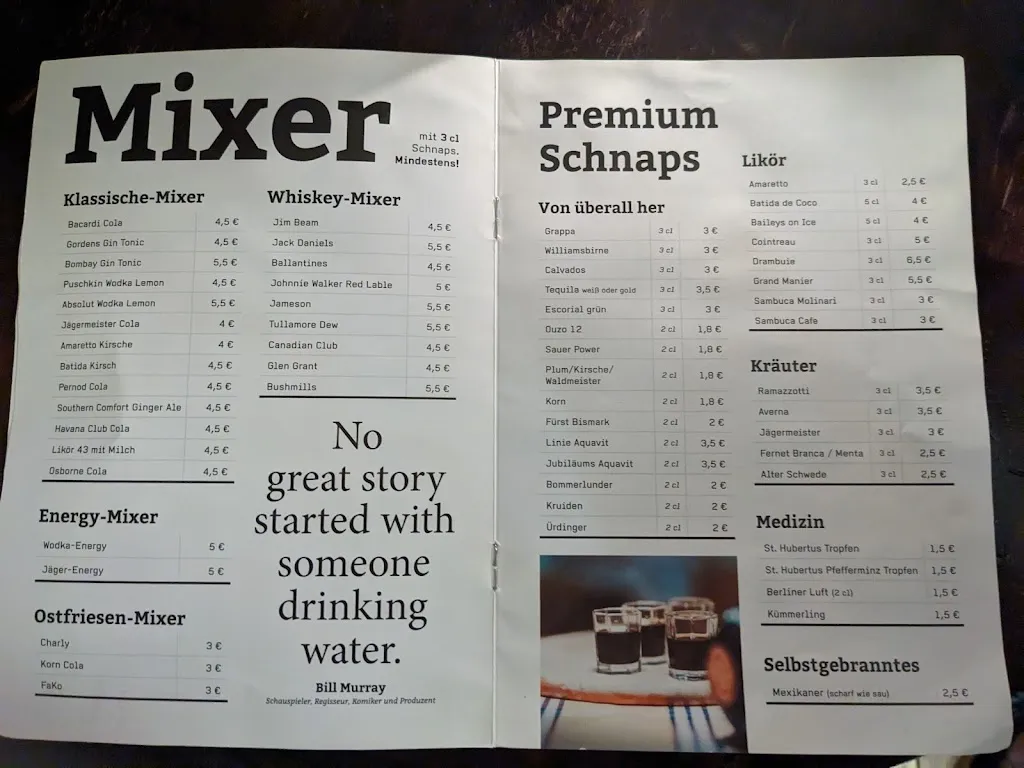 Mixer
mit 3 cl
Schnaps.
Mindestens!
Klassische-Mixer
Bacardi Cola 4,5 €
Gordens Gin Tonic 4,5 €
Bombay Gin Tonic 5,5 €
Puschkin Wodka Lemon 4,5 €
Absolut Wodka Lemon 5,5 €
Jägermeister Cola 4 €
Amaretto Kirsche 4 €
Batida Kirsch 4,5 €
Pernod Cola 4,5 €
Southern Comfort Ginger Ale 4,5 €
Havana Club Cola 4,5 €
Likör 43 mit Milch 4,5 €
Osborne Cola 4,5 €
Energy-Mixer
Wodka-Energy 5 €
Jäger-Energy 5 €
Ostfriesen-Mixer
Charly 3 €
Korn Cola 3 €
FaKo 3 €
Whiskey-Mixer
Jim Beam 4,5 €
Jack Daniels 5,5 €
Ballantines 4,5 €
Johnnie Walker Red Lable 5 €
Jameson 5,5 €
Tullamore Dew 5,5 €
Canadian Club 4,5 €
Glen Grant 4,5 €
Bushmills 5,5 €
No
great story
started with
someone
drinking
water.
Bill Murray
Schauspieler, Regisseur, Komiker und Produzent
Premium
Schnaps
Von überall her
Grappa 3 cl 3 €
Williamsbirne 3 cl 3 €
Calvados 3 cl 3 €
Tequila weiß oder gold 3 cl 3,5 €
Escorial grün 3 cl 3 €
Ouzo 12 2 cl 1,8 €
Sauer Power 2 cl 1,8 €
Plum/Kirsche/
Waldmeister 2 cl 1,8 €
Korn 2 cl 1,8 €
Fürst Bismark 2 cl 2 €
Linie Aquavit 2 cl 3,5 €
Jubiläums Aquavit 2 cl 3,5 €
Bommerlunder 2 cl 2 €
Kruiden 2 cl 2 €
Ürdinger 2 cl 2 €
Likör
Amaretto 3 cl 2,5 €
Batida de Coco 5 cl 4 €
Baileys on Ice 5 cl 4 €
Cointreau 3 cl 5 €
Drambuie 3 cl 6,5 €
Grand Manier 3 cl 5,5 €
Sambuca Molinari 3 cl 3 €
Sambuca Cafe 3 cl 3 €
Kräuter
Ramazzotti 3 cl 3,5 €
Averna 3 cl 3,5 €
Jägermeister 3 cl 3 €
Fernet Branca / Menta 3 cl 2,5 €
Alter Schwede 3 cl 2,5 €
Medizin
St. Hubertus Tropfen 1,5 €
St. Hubertus Pfefferminz Tropfen 1,5 €
Berliner Luft (2 cl) 1,5 €
Kümmerling 1,5 €
Selbstgebranntes
Mexikaner (scharf wie sau) 2,5 €